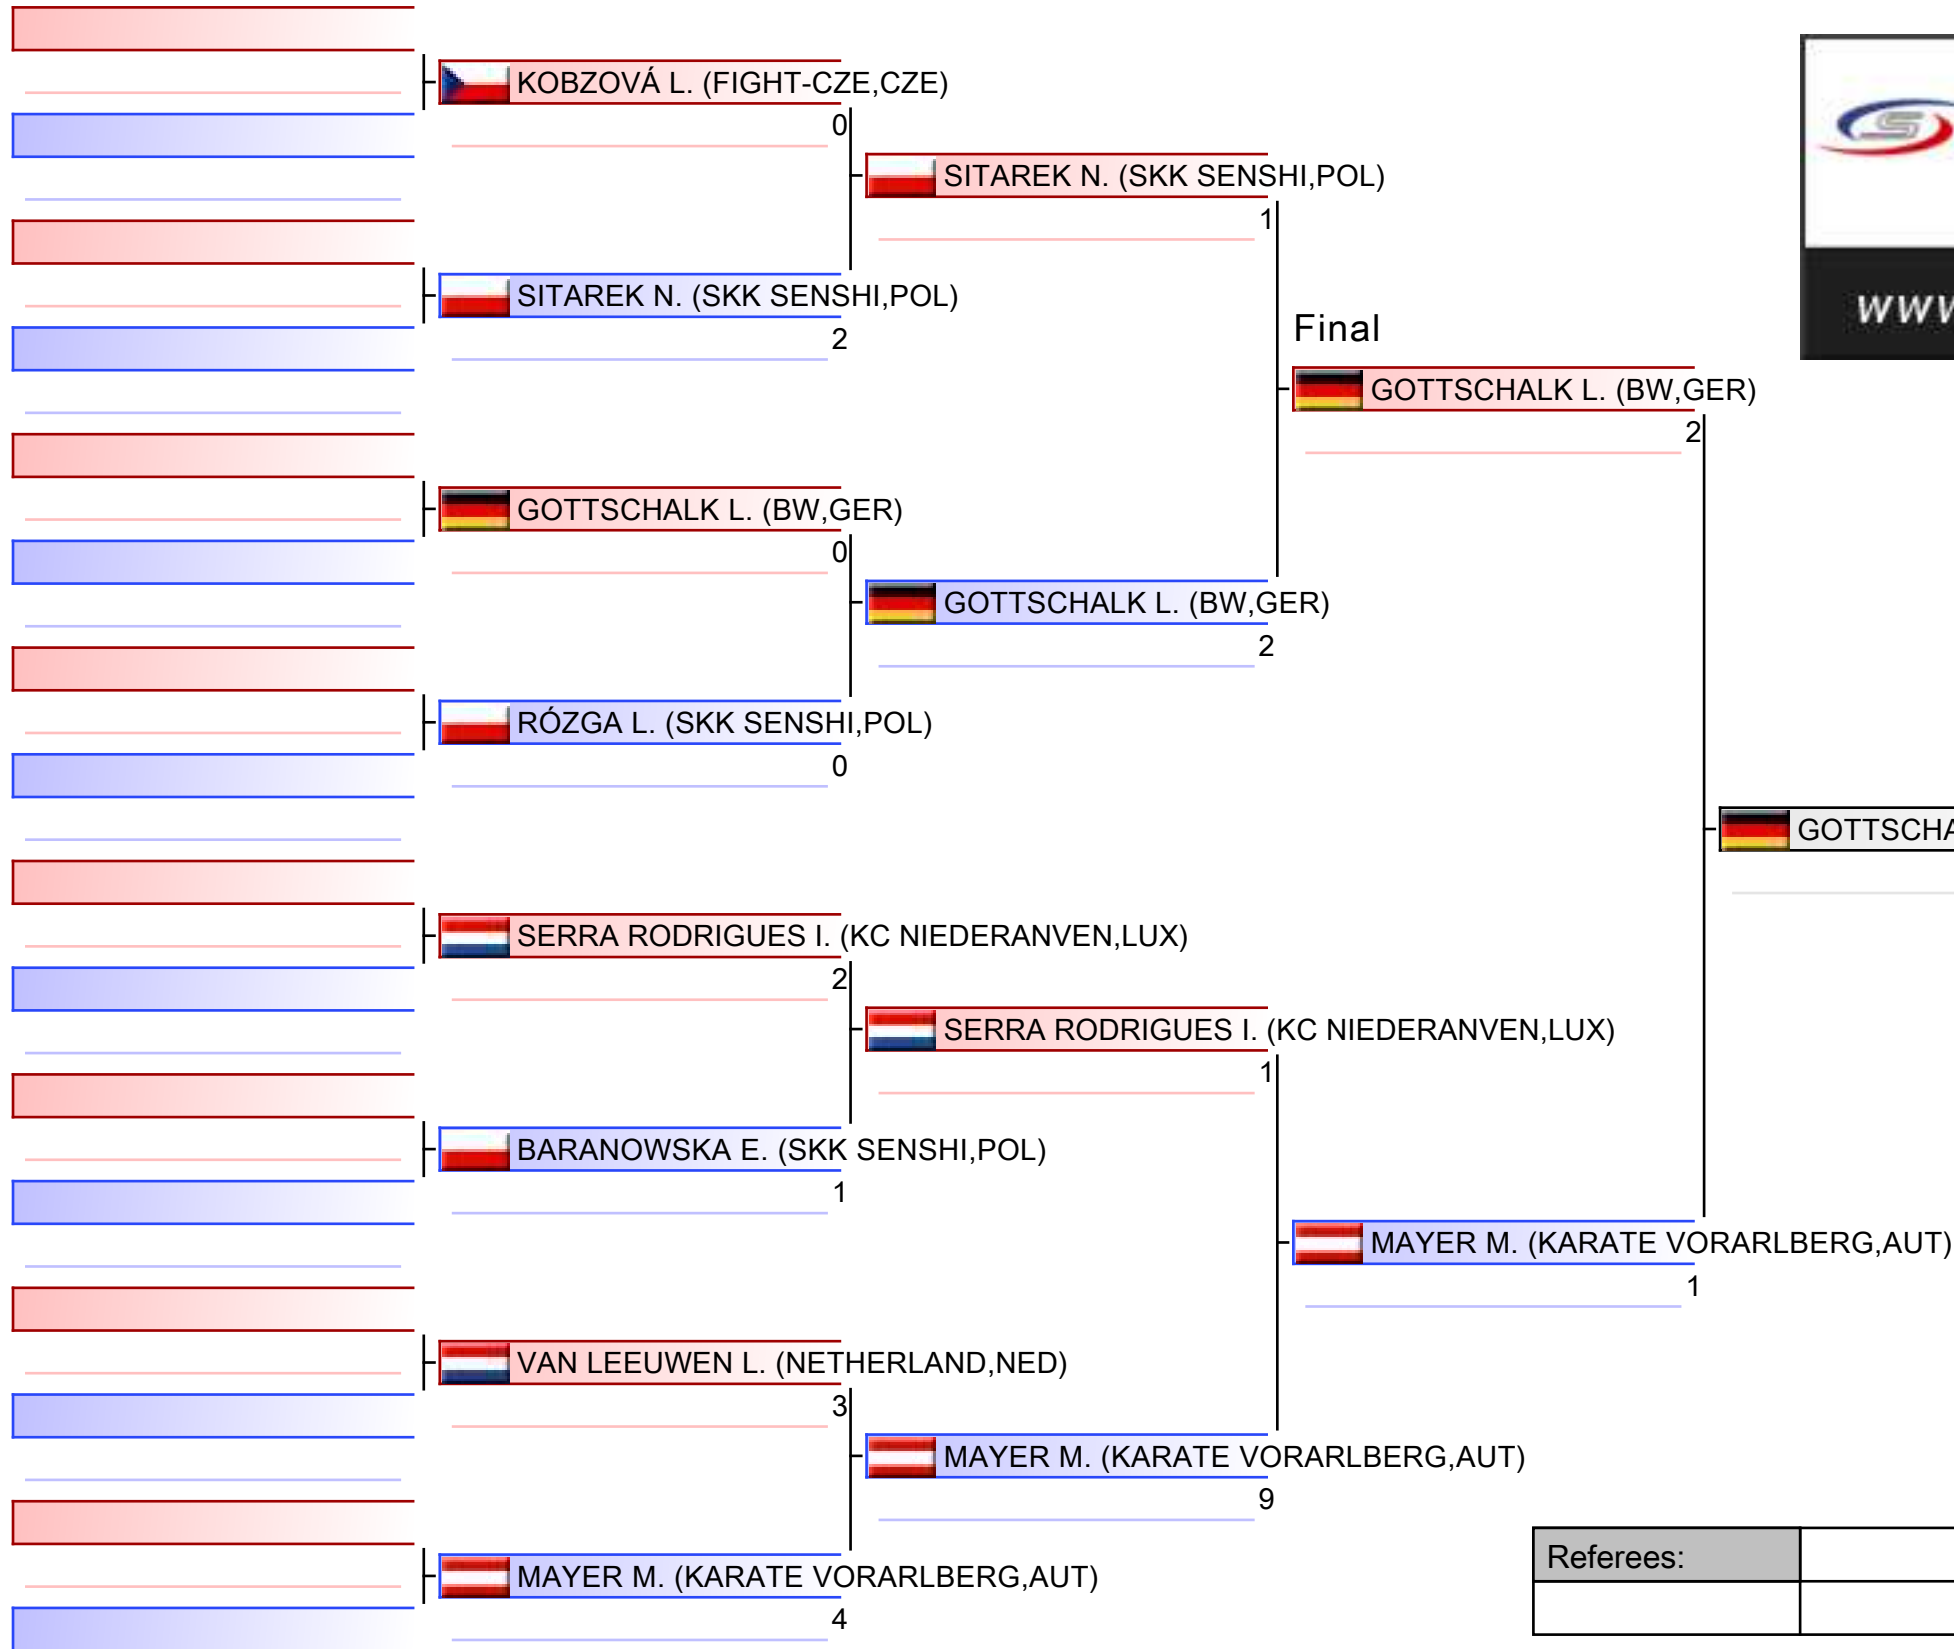 KOBZOVÁ L. (FIGHT-CZE,CZE)
0
SITAREK N. (SKK SENSHI,POL)
1
SITAREK N. (SKK SENSHI,POL)
2
Final
GOTTSCHALK L. (BW,GER)
2
GOTTSCHALK L. (BW,GER)
0
GOTTSCHALK L. (BW,GER)
2
RÓZGA L. (SKK SENSHI,POL)
0
SERRA RODRIGUES I. (KC NIEDERANVEN,LUX)
2
SERRA RODRIGUES I. (KC NIEDERANVEN,LUX)
1
BARANOWSKA E. (SKK SENSHI,POL)
1
MAYER M. (KARATE VORARLBERG,AUT)
1
VAN LEEUWEN L. (NETHERLAND,NED)
3
MAYER M. (KARATE VORARLBERG,AUT)
9
MAYER M. (KARATE VORARLBERG,AUT)
4
Referees: